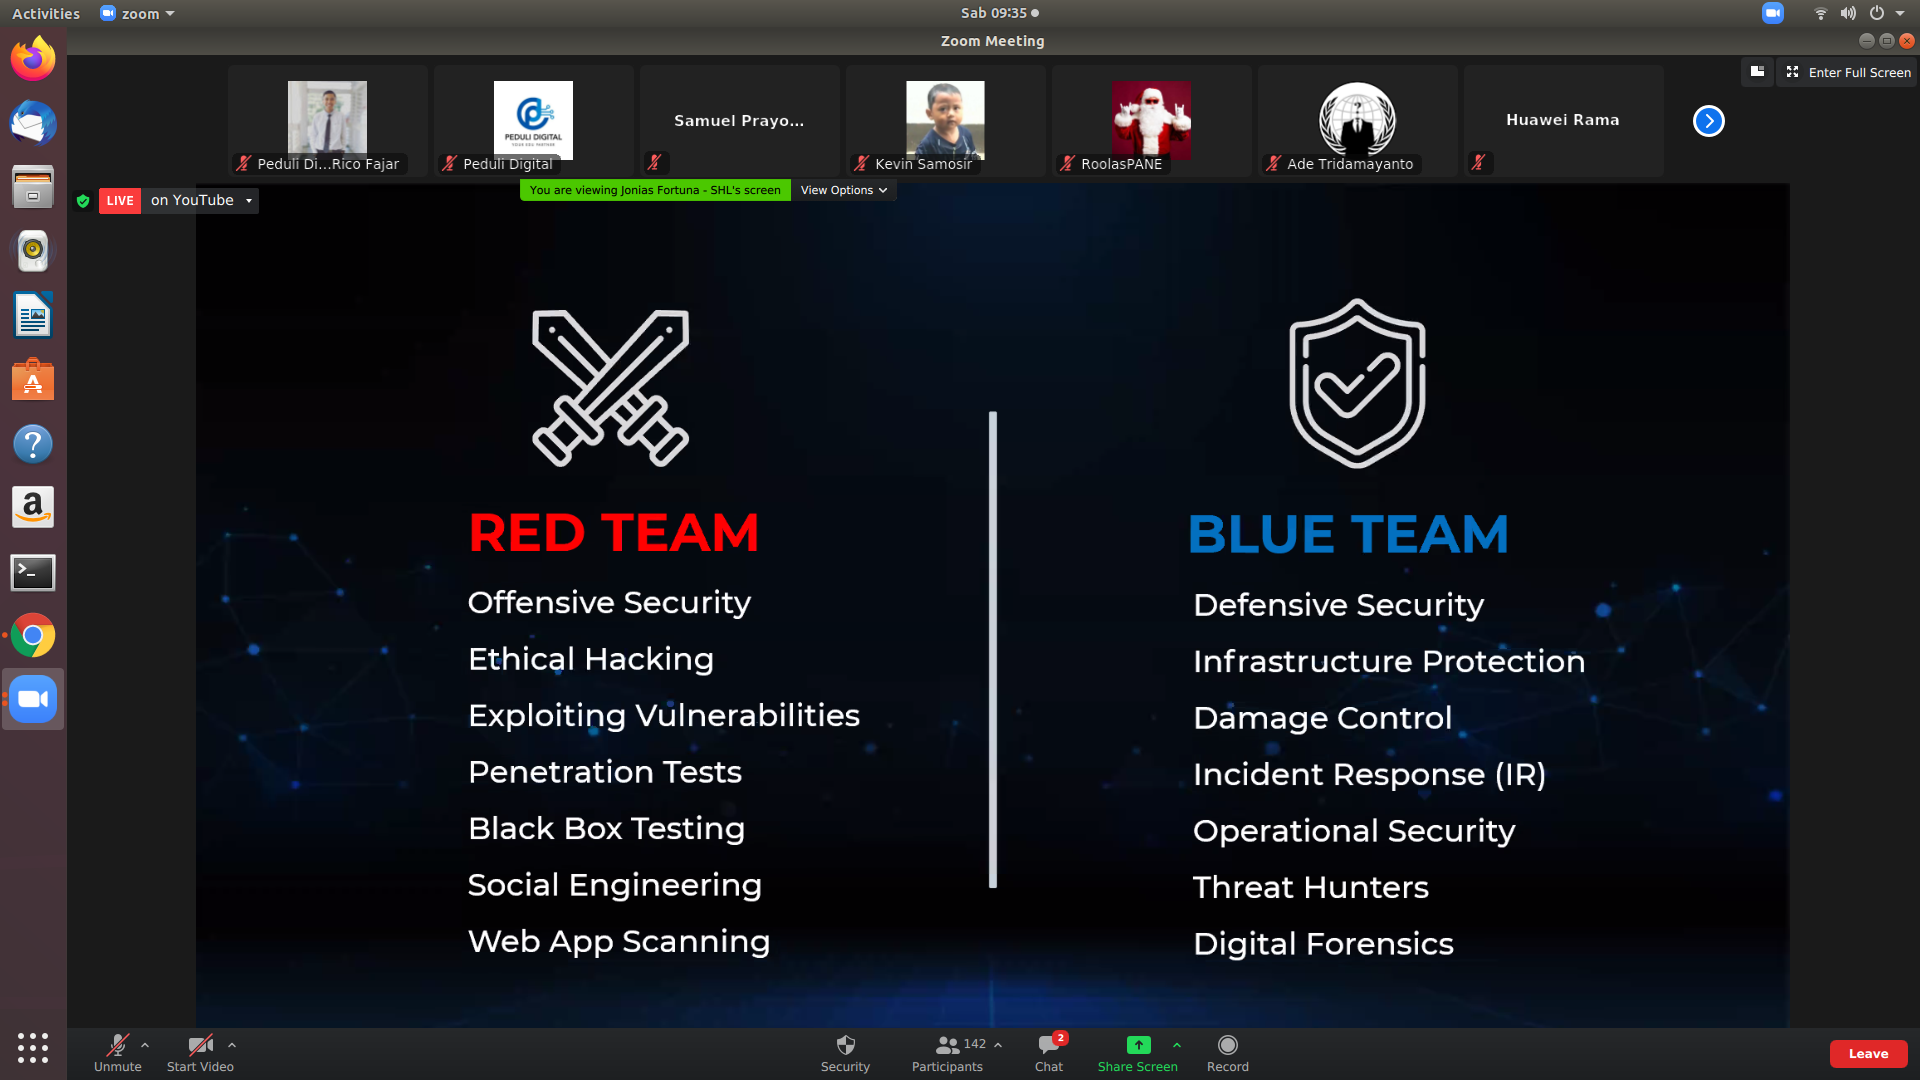 Activities
zoom
Sab 09:35
Zoom Meeting
Enter Full Screen
PEDULI DIGITAL
Samuel Prayo...
Huawei Rama
Peduli Di...Rico Fajar
Peduli Digital
Kevin Samosir
RoolasPANE
Ade Tridamayanto
You are viewing Jonias Fortuna - SHL's screen
View Options
LIVE
on YouTube
RED TEAM
Offensive Security
Ethical Hacking
Exploiting Vulnerabilities
Penetration Tests
Black Box Testing
Social Engineering
Web App Scanning
BLUE TEAM
Defensive Security
Infrastructure Protection
Damage Control
Incident Response (IR)
Operational Security
Threat Hunters
Digital Forensics
Unmute
Start Video
Security
142
Participants
2
Chat
Share Screen
Record
Leave